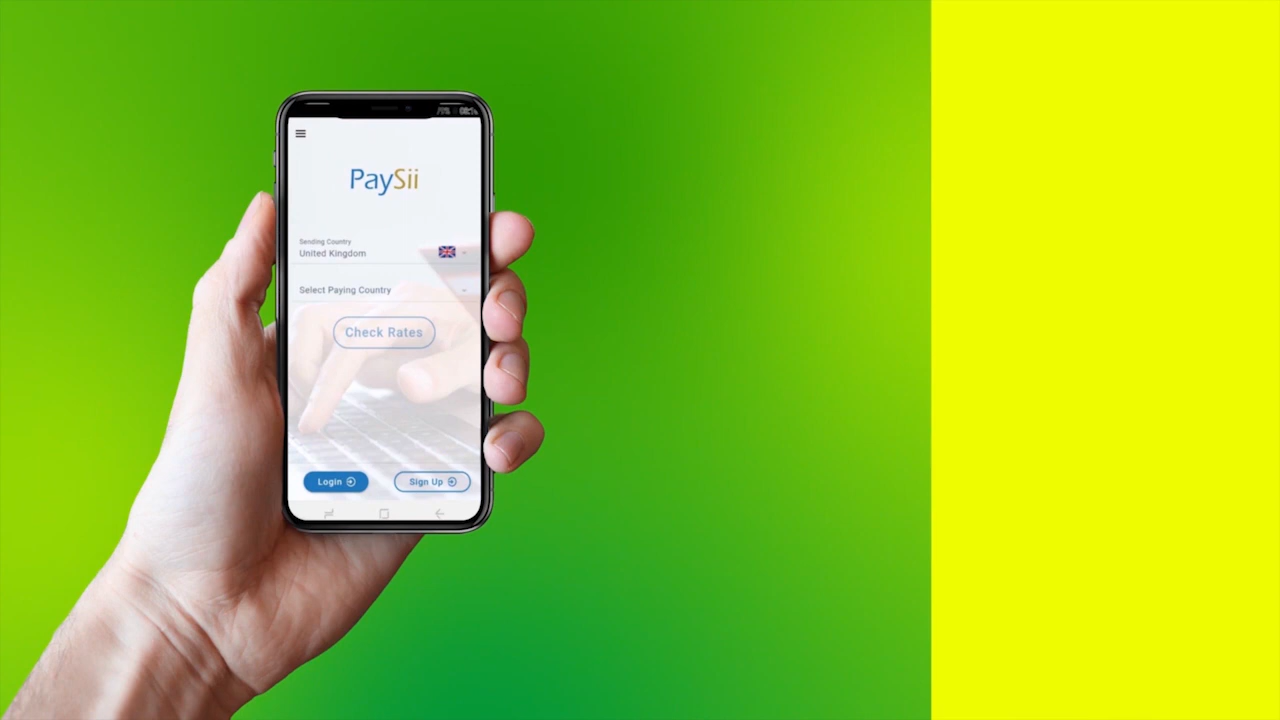 PaySii
Sending Country
United Kingdom
Select Paying Country
Check Rates
Login
Sign Up